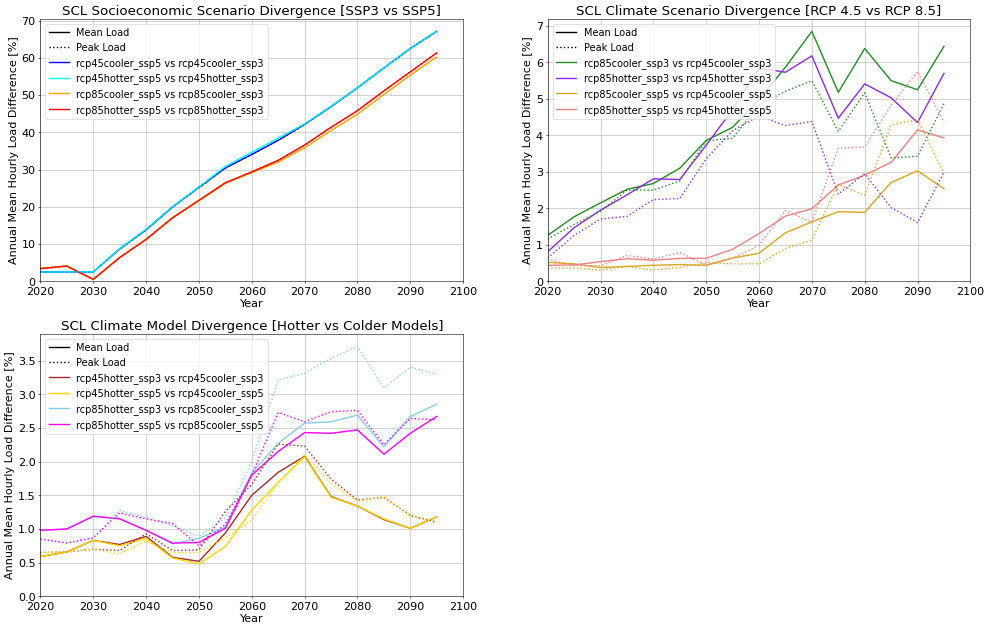 SCL Socioeconomic Scenario Divergence [SSP3 vs SSP5]
Annual Mean Hourly Load Difference [%]
70
60
50
40
30
20
10
0
Mean Load
Peak Load
rcp45cooler_ssp5 vs rcp45cooler_ssp3
rcp45hotter_ssp5 vs rcp45hotter_ssp3
rcp85cooler_ssp5 vs rcp85cooler_ssp3
rcp85hotter_ssp5 vs rcp85hotter_ssp3
2020 2030 2040 2050 2060 2070 2080 2090 2100
Year
SCL Climate Scenario Divergence [RCP 4.5 vs RCP 8.5]
Annual Mean Hourly Load Difference [%]
7
6
5
4
3
2
1
0
Mean Load
Peak Load
rcp85cooler_ssp3 vs rcp45cooler_ssp3
rcp85hotter_ssp3 vs rcp45hotter_ssp3
rcp85cooler_ssp5 vs rcp45cooler_ssp5
rcp85hotter_ssp5 vs rcp45hotter_ssp5
2020 2030 2040 2050 2060 2070 2080 2090 2100
Year
SCL Climate Model Divergence [Hotter vs Colder Models]
Annual Mean Hourly Load Difference [%]
3.5
3.0
2.5
2.0
1.5
1.0
0.5
0.0
Mean Load
Peak Load
rcp45hotter_ssp3 vs rcp45cooler_ssp3
rcp45hotter_ssp5 vs rcp45cooler_ssp5
rcp85hotter_ssp3 vs rcp85cooler_ssp3
rcp85hotter_ssp5 vs rcp85cooler_ssp5
2020 2030 2040 2050 2060 2070 2080 2090 2100
Year